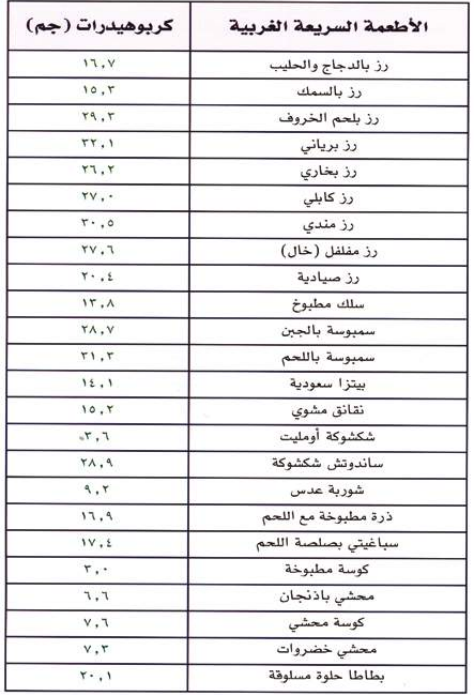 الأطعمة السريعة الغربية كربوهيدرات (جم)
رز بالدجاج والحليب ١٦,٧
رز بالسمك ١٥,٣
رز بلحم الخروف ٢٩,٣
رز برياني ٣٢,١
رز بخاري ٢٦,٢
رز كابلي ٢٧,٠
رز مندي ٣٠,٥
رز مفلفل (خال) ٢٧,٦
رز صيادية ٢٠,٤
سلك مطبوخ ١٣,٨
سمبوسة بالجبن ٢٨,٧
سمبوسة باللحم ٣١,٣
بيتزا سعودية ١٤,١
نقانق مشوي ١٥,٢
شكشوكة أومليت ٣,٦
ساندوتش شكشوكة ٢٨,٩
شوربة عدس ٩,٢
ذرة مطبوخة مع اللحم ١٦,٩
سباغيتي بصلصة اللحم ١٧,٤
كوسة مطبوخة ٣,٠
محشي باذنجان ٦,٦
كوسة محشي ٧,٦
محشي خضروات ٧,٣
بطاطا حلوة مسلوقة ٢٠,١